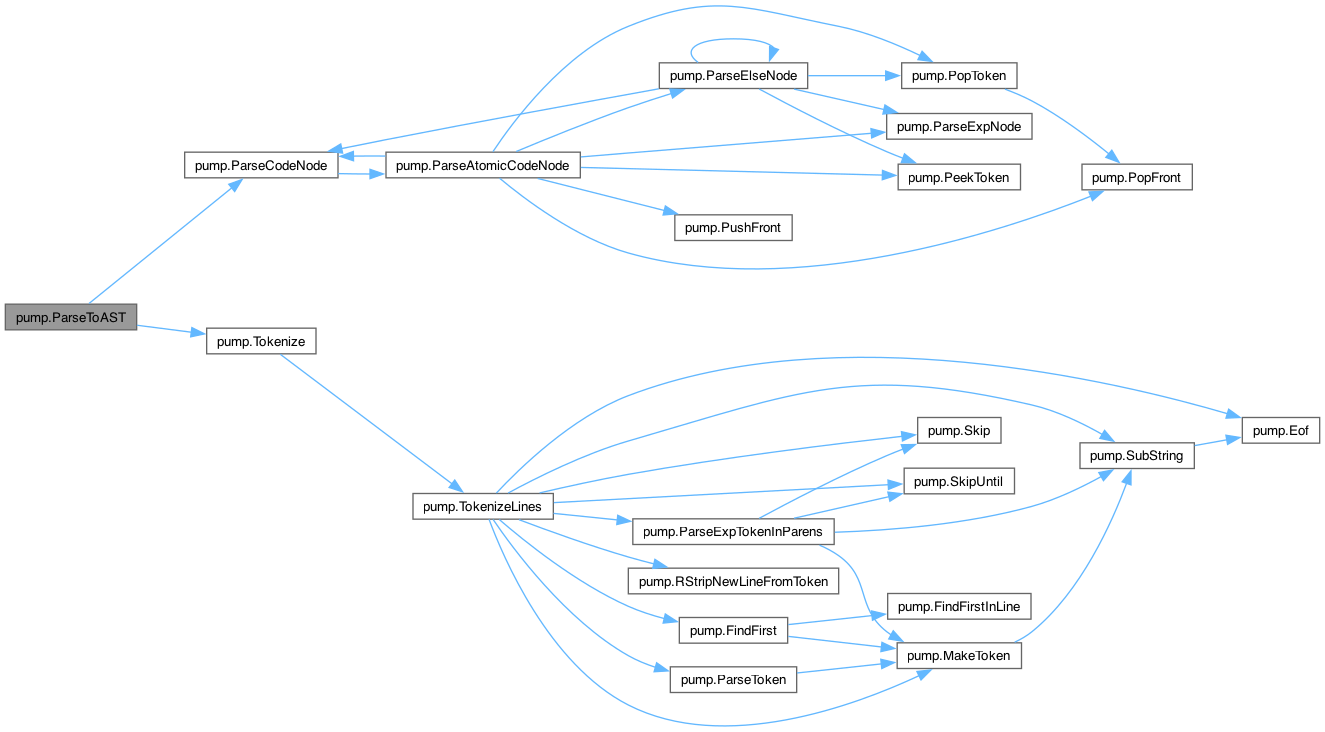 pump.ParseElseNode
pump.PopToken
pump.ParseExpNode
pump.ParseCodeNode
pump.ParseAtomicCodeNode
pump.PeekToken
pump.PopFront
pump.PushFront
pump.ParseToAST
pump.Tokenize
pump.Skip
pump.Eof
pump.SubString
pump.SkipUntil
pump.TokenizeLines
pump.ParseExpTokenInParens
pump.RStripNewLineFromToken
pump.FindFirstInLine
pump.FindFirst
pump.MakeToken
pump.ParseToken